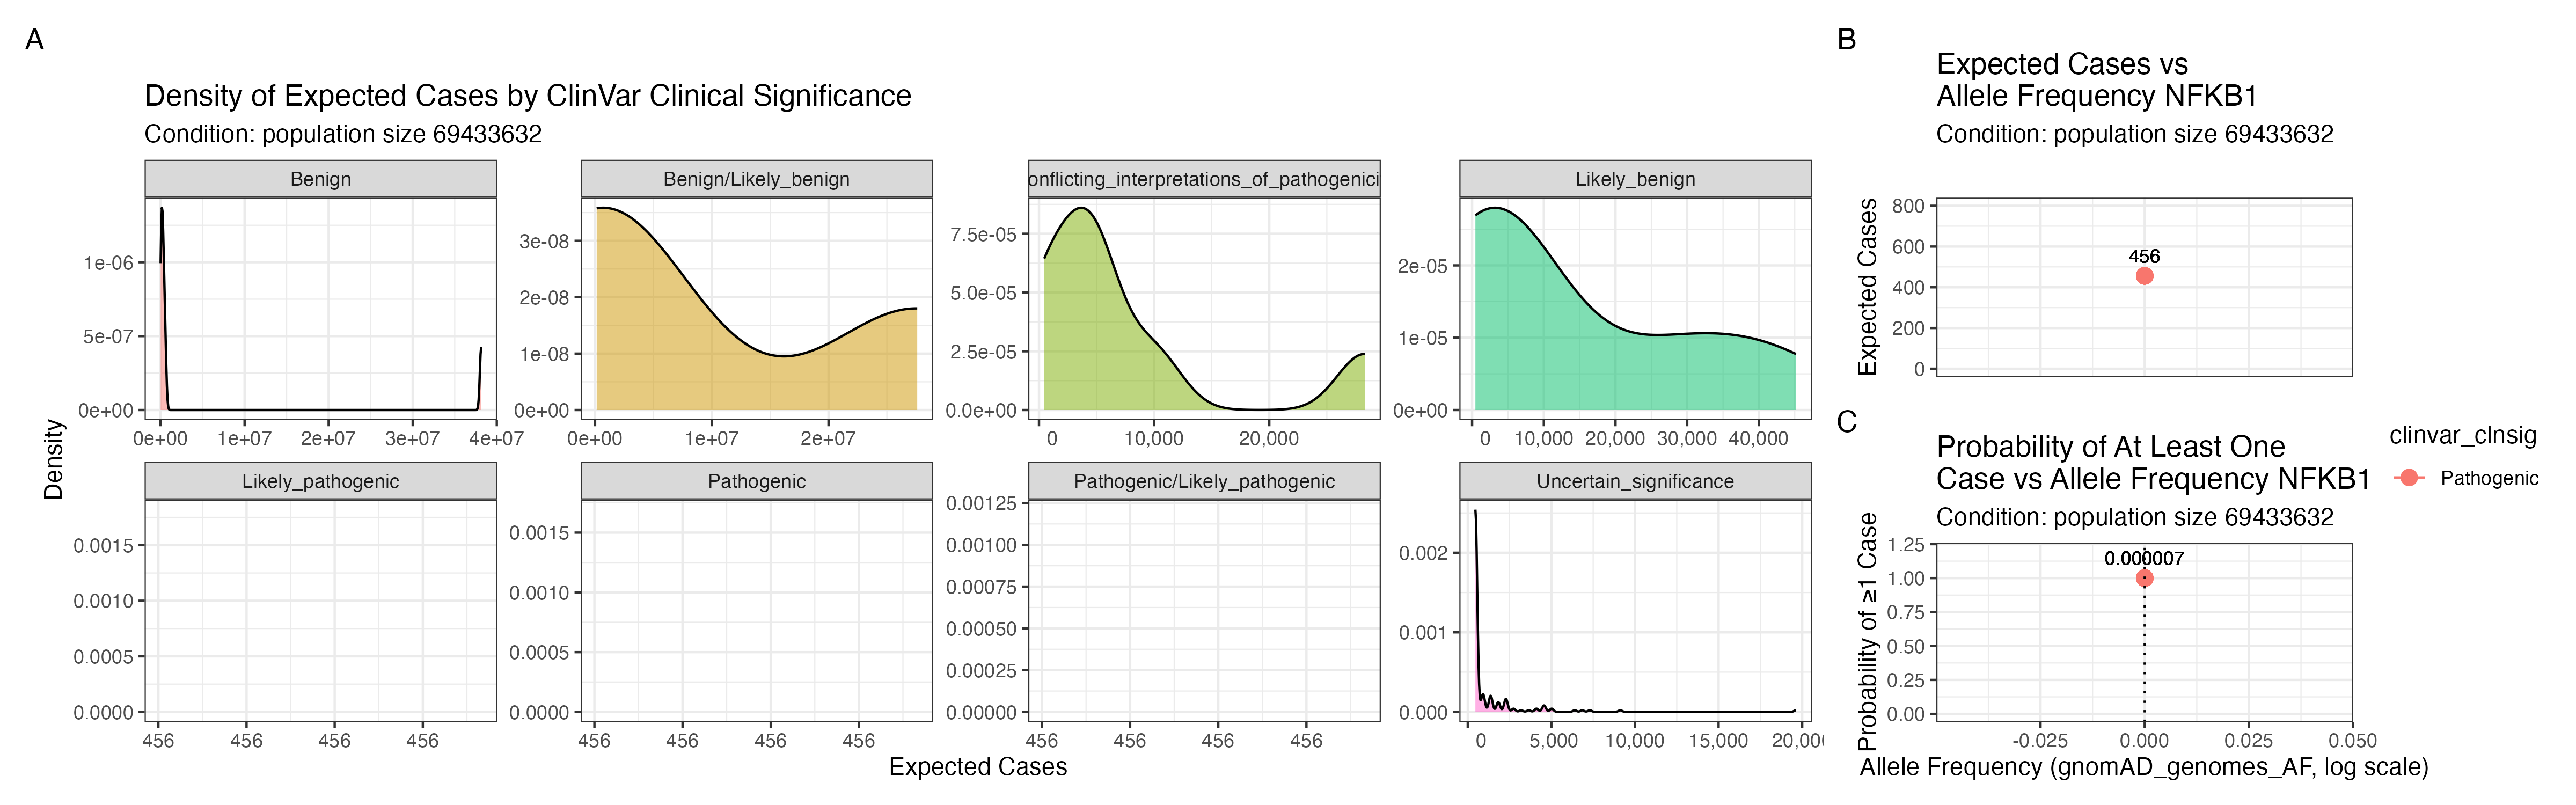 A
Density of Expected Cases by ClinVar Clinical Significance
Condition: population size 69433632
Benign
Benign/Likely_benign
onflicting_interpretations_of_pathogenici
Likely_benign
1e-06
5e-07
0e+00
0e+00 1e+07 2e+07 3e+07 4e+07
3e-08
2e-08
1e-08
0e+00
0e+00 1e+07 2e+07
7.5e-05
5.0e-05
2.5e-05
0.0e+00
0 10,000 20,000
2e-05
1e-05
0e+00
0 10,000 20,000 30,000 40,000
Density
Likely_pathogenic
Pathogenic
Pathogenic/Likely_pathogenic
Uncertain_significance
0.0015
0.0010
0.0005
0.0000
456 456 456 456
0.0015
0.0010
0.0005
0.0000
456 456 456 456
0.00125
0.00100
0.00075
0.00050
0.00025
0.00000
456 456 456 456
0.002
0.001
0.000
0 5,000 10,000 15,000 20,00
Expected Cases
B
Expected Cases vs
Allele Frequency NFKB1
Condition: population size 69433632
Expected Cases
800
600
400
200
0
456
C
Probability of At Least One
Case vs Allele Frequency NFKB1
Condition: population size 69433632
Probability of ≥1 Case
1.25
1.00
0.75
0.50
0.25
0.00
0.000007
-0.025 0.000 0.025 0.050
Allele Frequency (gnomAD_genomes_AF, log scale)
clinvar_clnsig
Pathogenic